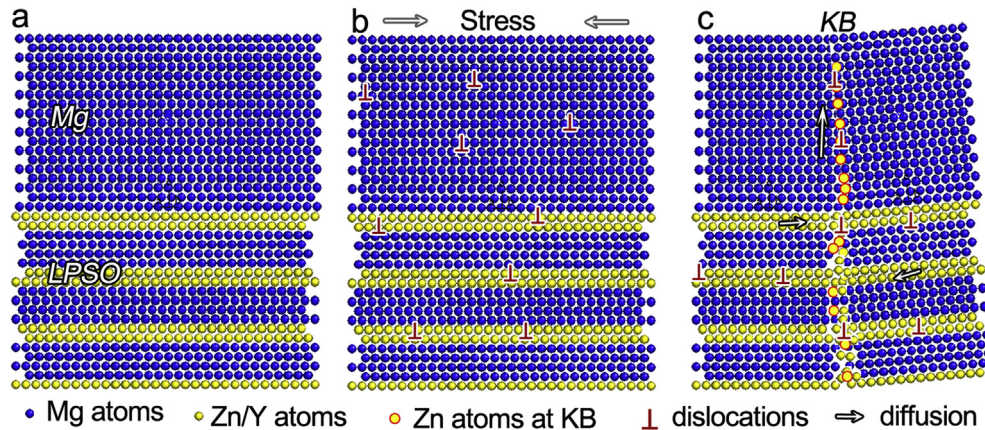 a
b
Stress
c
KB
Mg
LPSO
Mg atoms
Zn/Y atoms
Zn atoms at KB
dislocations
diffusion